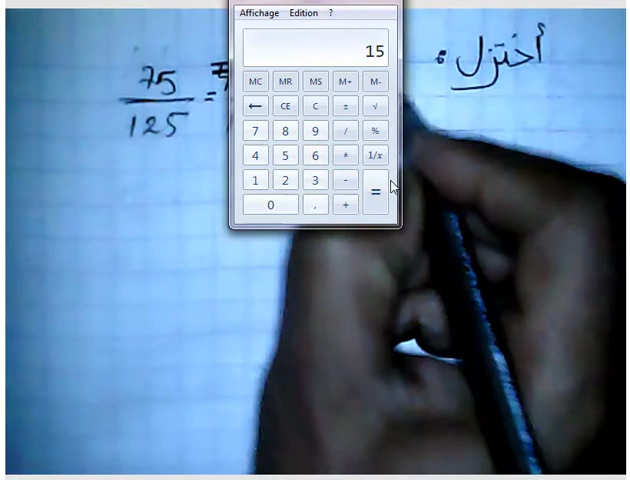 Affichage Edition ?
15
أختزل :
75
125 =
MC MR MS M+ M-
← CE C ± √
7 8 9 / %
4 5 6 * 1/x
1 2 3 - =
0 , +